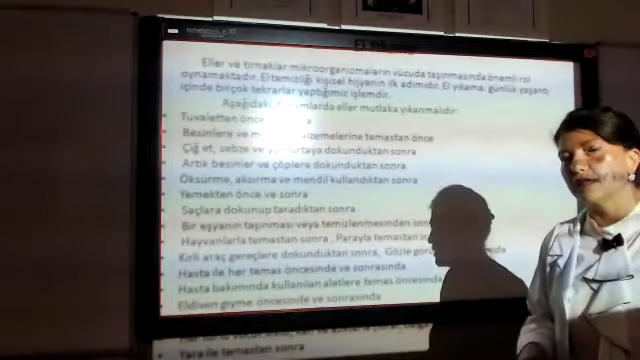 Eller ve tırnaklar mikroorganizmaların vücuda taşınmasında önemli rol
oynamaktadır. El temizliği kişisel hijyenin ilk adımıdır. El yıkama, günlük yaşantı
içinde birçok tekrarlar yaptığımız işlemdir.
Aşağıdaki durumlarda eller mutlaka yıkanmalıdır:
Tuvaletten önce
Besinlere ve temastan önce
Çiğ et, sebze ve yumurtaya dokunduktan sonra
Artık besinler ve çöplere dokunduktan sonra
Öksürme, aksırma ve mendil kullandıktan sonra
Yemekten önce ve sonra
Saçlara dokunup taradıktan sonra
Bir eşyanın taşınması veya temizlenmesinden
Hayvanlarla temastan sonra, Parayla temastan
Kirli araç gereçlere dokunduktan sonra,
Hasta ile her temas öncesinde ve sonrasında
Hasta bakımında kullanılan aletlere temas öncesinde
Eldiven giyme öncesinde ve sonrasında
Yara ile temastan sonra